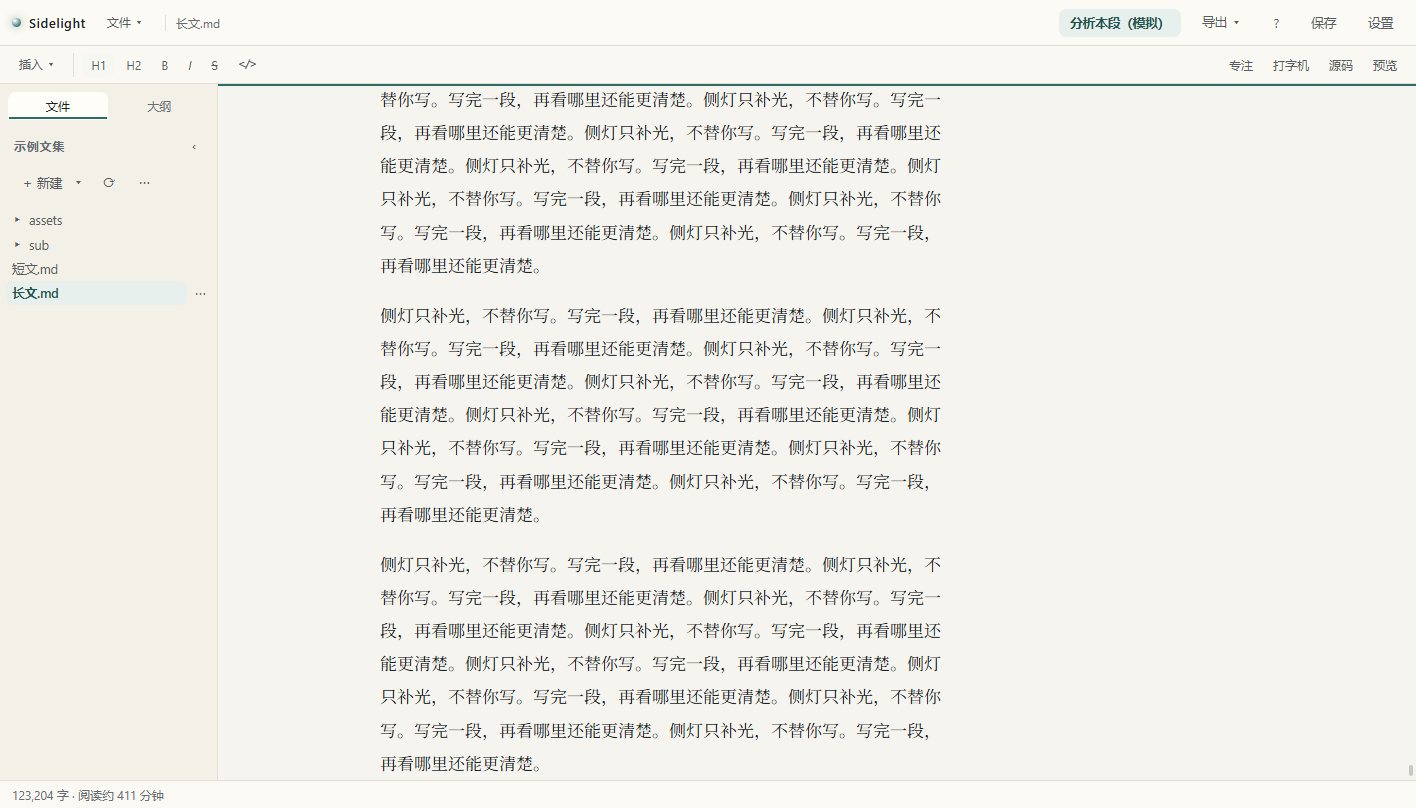 Sidelight 文件 长文.md 分析本段（模拟） 导出 ? 保存 设置
插入 H1 H2 B I S </> 专注 打字机 源码 预览
文件 大纲
示例文集
+ 新建 ...
assets
sub
短文.md
长文.md ...
替你写。写完一段，再看哪里还能更清楚。侧灯只补光，不替你写。写完一
段，再看哪里还能更清楚。侧灯只补光，不替你写。写完一段，再看哪里还
能更清楚。侧灯只补光，不替你写。写完一段，再看哪里还能更清楚。侧灯
只补光，不替你写。写完一段，再看哪里还能更清楚。侧灯只补光，不替你
写。写完一段，再看哪里还能更清楚。侧灯只补光，不替你写。写完一段，
再看哪里还能更清楚。
侧灯只补光，不替你写。写完一段，再看哪里还能更清楚。侧灯只补光，不
替你写。写完一段，再看哪里还能更清楚。侧灯只补光，不替你写。写完一
段，再看哪里还能更清楚。侧灯只补光，不替你写。写完一段，再看哪里还
能更清楚。侧灯只补光，不替你写。写完一段，再看哪里还能更清楚。侧灯
只补光，不替你写。写完一段，再看哪里还能更清楚。侧灯只补光，不替你
写。写完一段，再看哪里还能更清楚。侧灯只补光，不替你写。写完一段，
再看哪里还能更清楚。
侧灯只补光，不替你写。写完一段，再看哪里还能更清楚。侧灯只补光，不
替你写。写完一段，再看哪里还能更清楚。侧灯只补光，不替你写。写完一
段，再看哪里还能更清楚。侧灯只补光，不替你写。写完一段，再看哪里还
能更清楚。侧灯只补光，不替你写。写完一段，再看哪里还能更清楚。侧灯
只补光，不替你写。写完一段，再看哪里还能更清楚。侧灯只补光，不替你
写。写完一段，再看哪里还能更清楚。侧灯只补光，不替你写。写完一段，
再看哪里还能更清楚。
123,204 字 · 阅读约 411 分钟